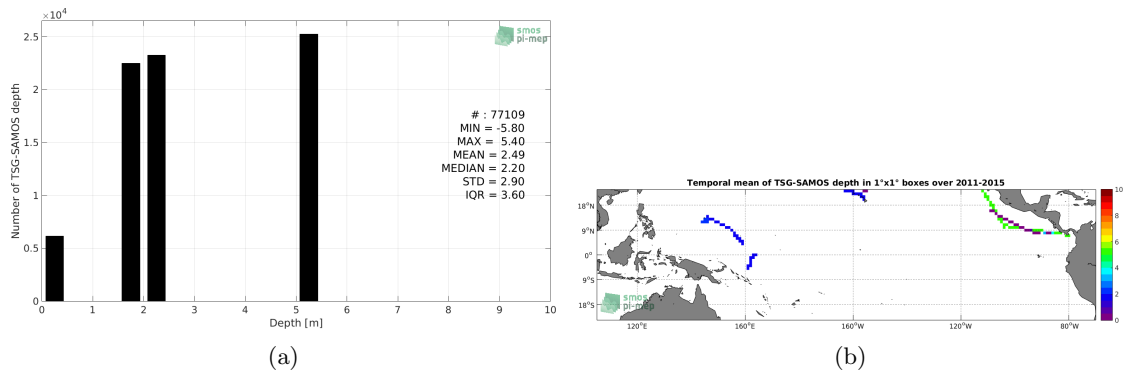 ×10⁴
2.5
2
1.5
1
0.5
0
0 1 2 3 4 5 6 7 8 9 10
Number of TSG-SAMOS depth
Depth [m]
smos
pi-mep
# : 77109
MIN = -5.80
MAX = 5.40
MEAN = 2.49
MEDIAN = 2.20
STD = 2.90
IQR = 3.60
(a)
Temporal mean of TSG-SAMOS depth in 1°x1° boxes over 2011-2015
18°N
9°N
0°
9°S
18°S
120°E 160°E 160°W 120°W 80°W
10
8
6
4
2
0
smos
pi-mep
(b)